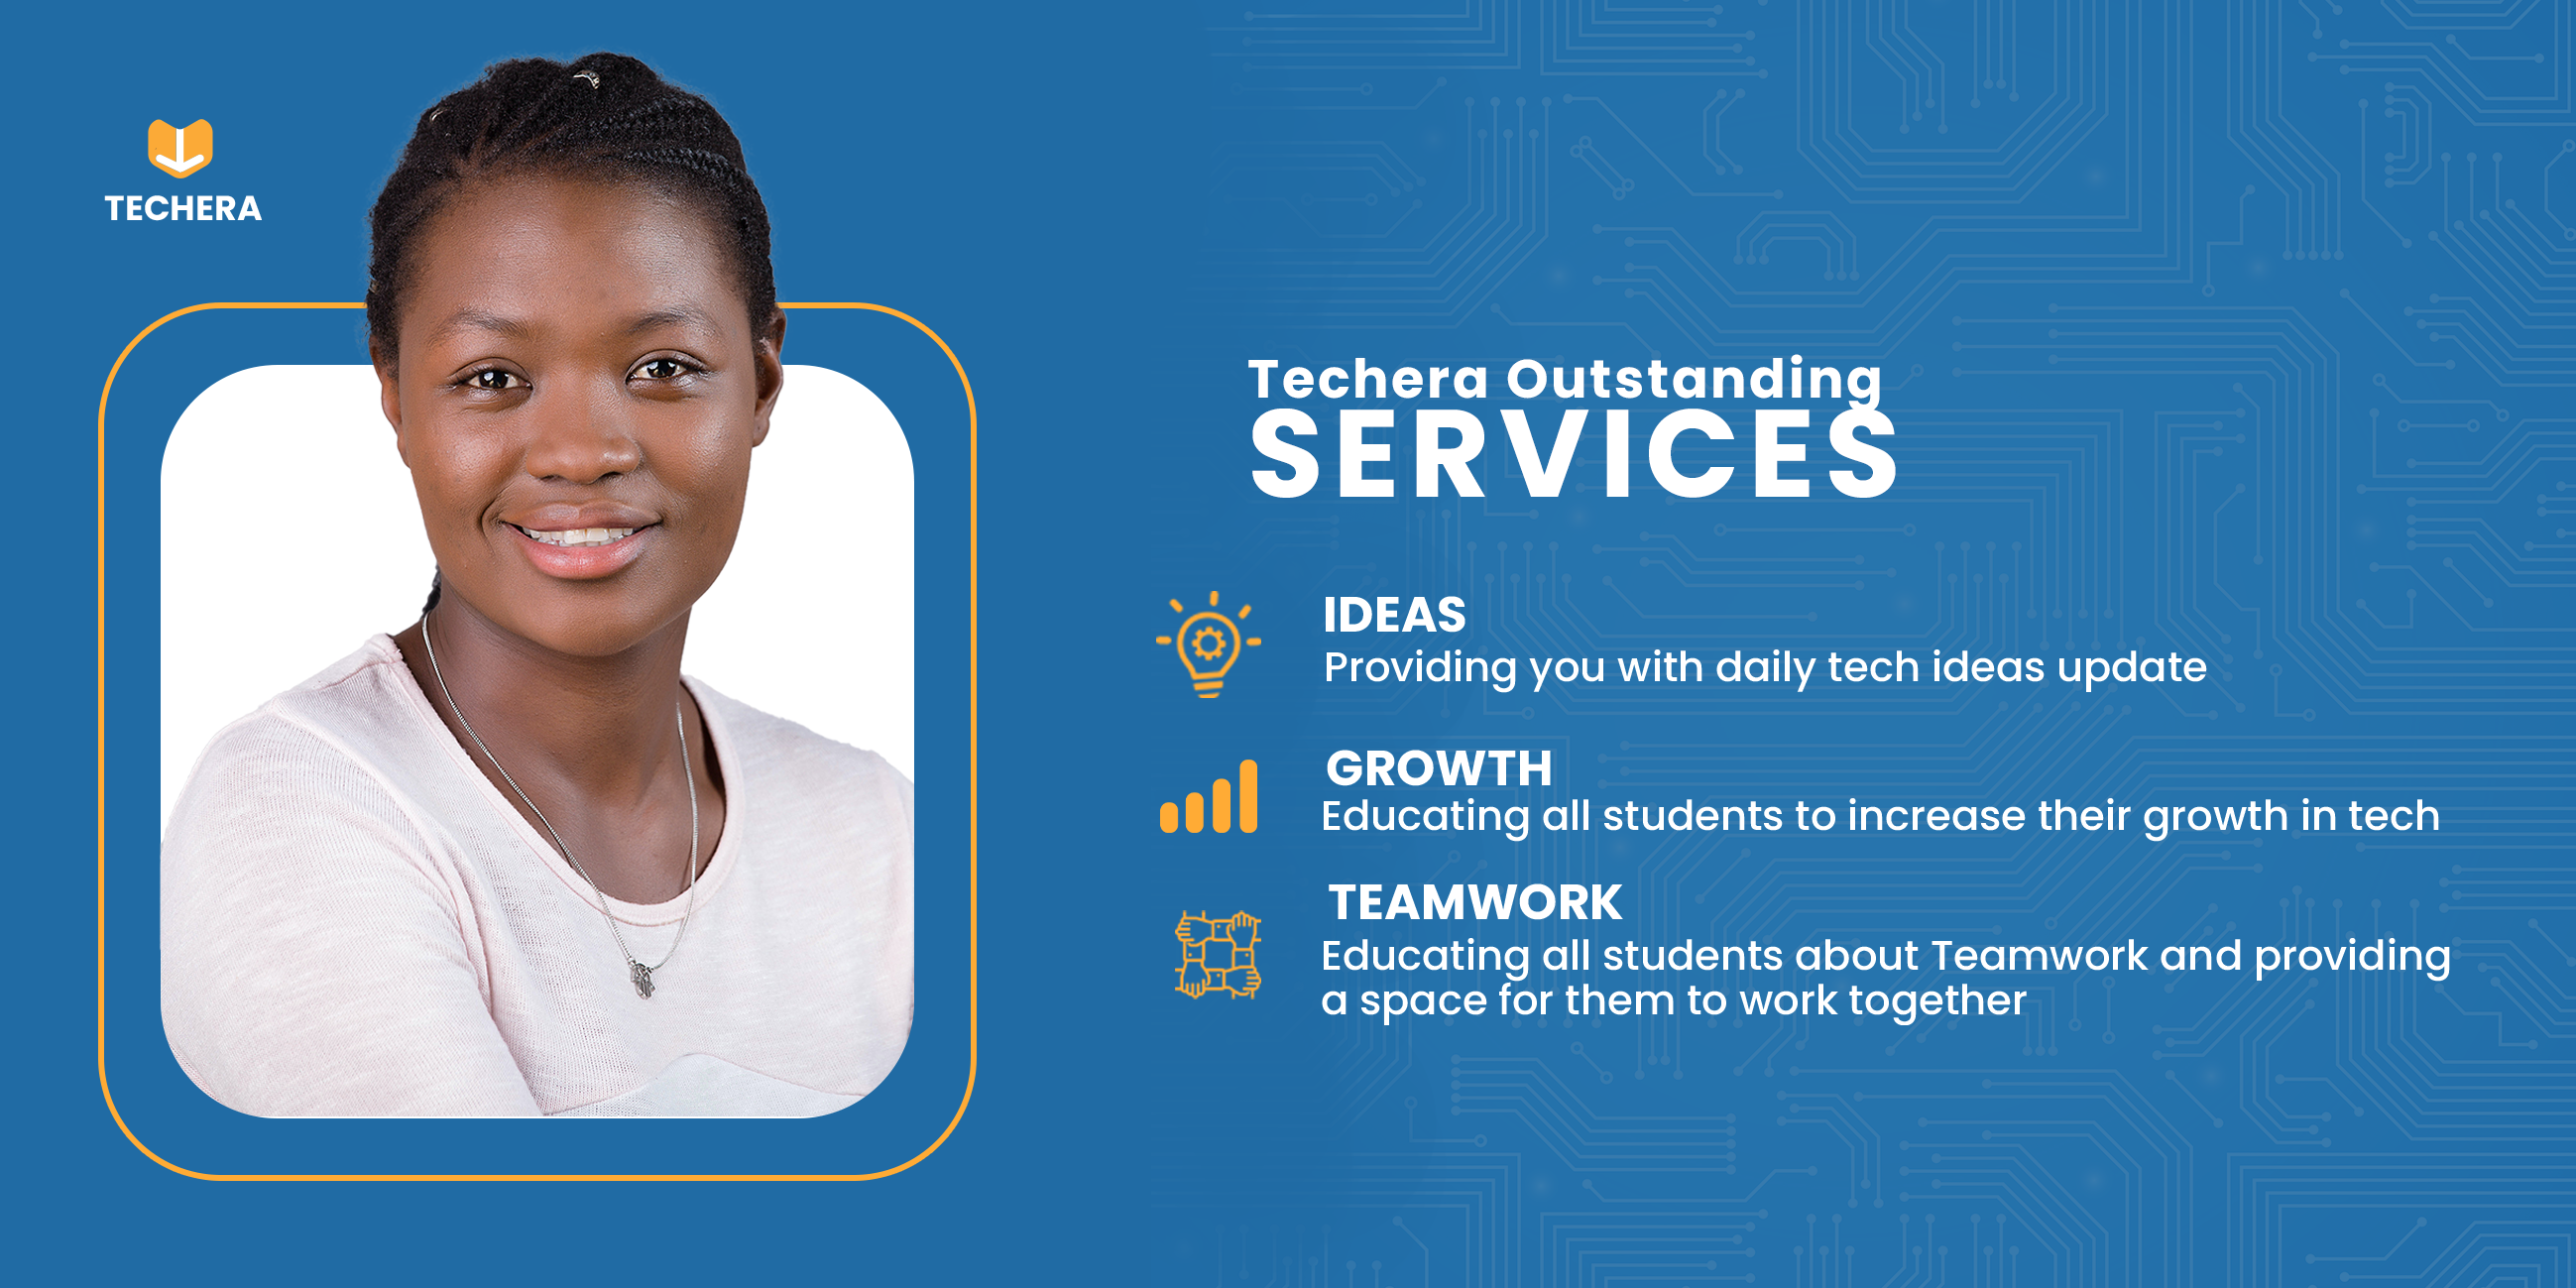 TECHERA
Techera Outstanding
SERVICES
IDEAS
Providing you with daily tech ideas update
GROWTH
Educating all students to increase their growth in tech
TEAMWORK
Educating all students about Teamwork and providing
a space for them to work together